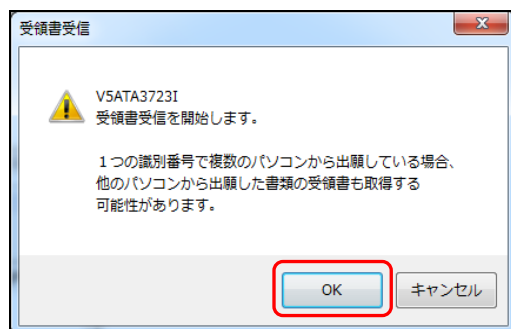 受領書受信
V5ATA3723I
受領書受信を開始します。
1つの識別番号で複数のパソコンから出願している場合、
他のパソコンから出願した書類の受領書も取得する
可能性があります。
OK
キャンセル